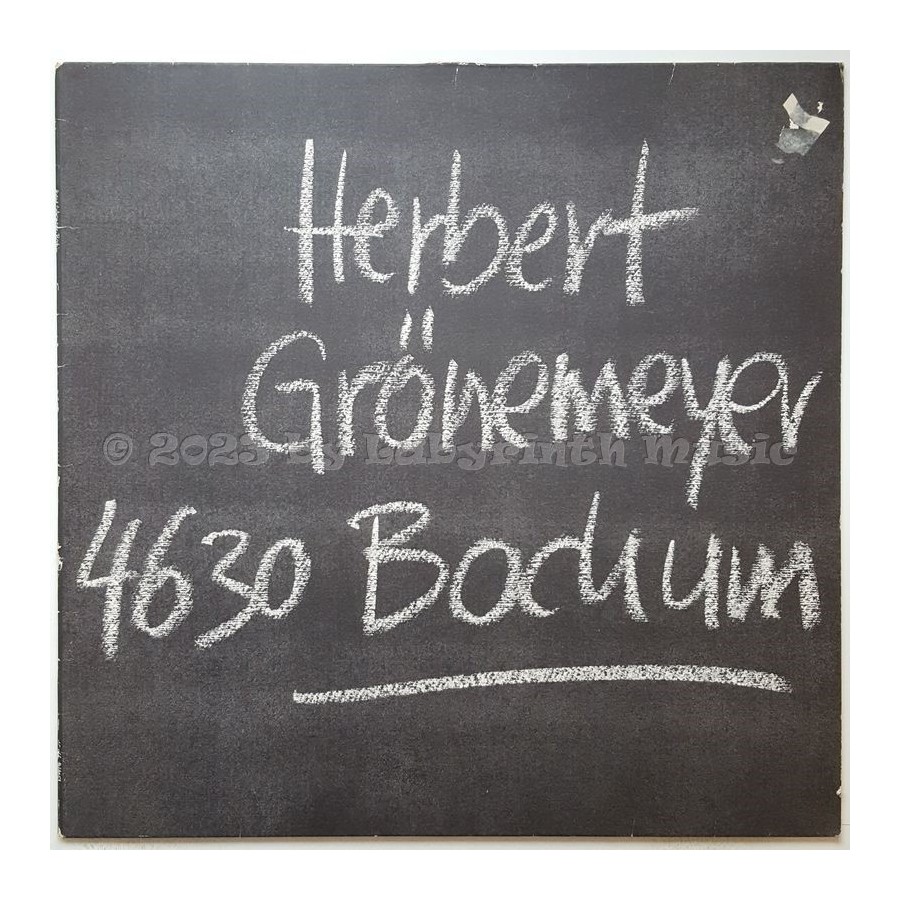 Herbert
Grönemeyer
© 2023 by Labyrinth Music
4630 Bochum